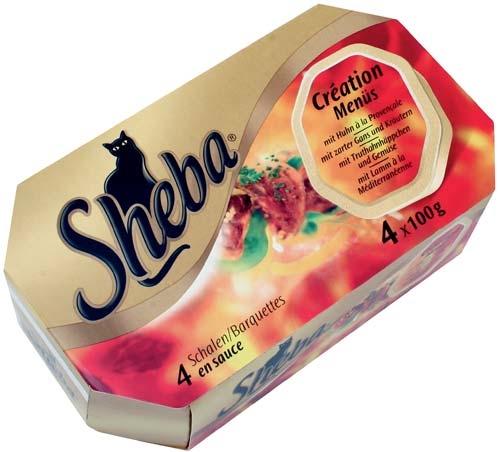 Sheba®
Création
Menüs
mit Huhn à la Provençale
mit zarter Gans und Kräutern
mit Truthahnhäppchen
und Gemüse
mit Lamm à la
Méditerranéenne
4 x 100g
4 Schalen/Barquettes
en sauce
Sheba